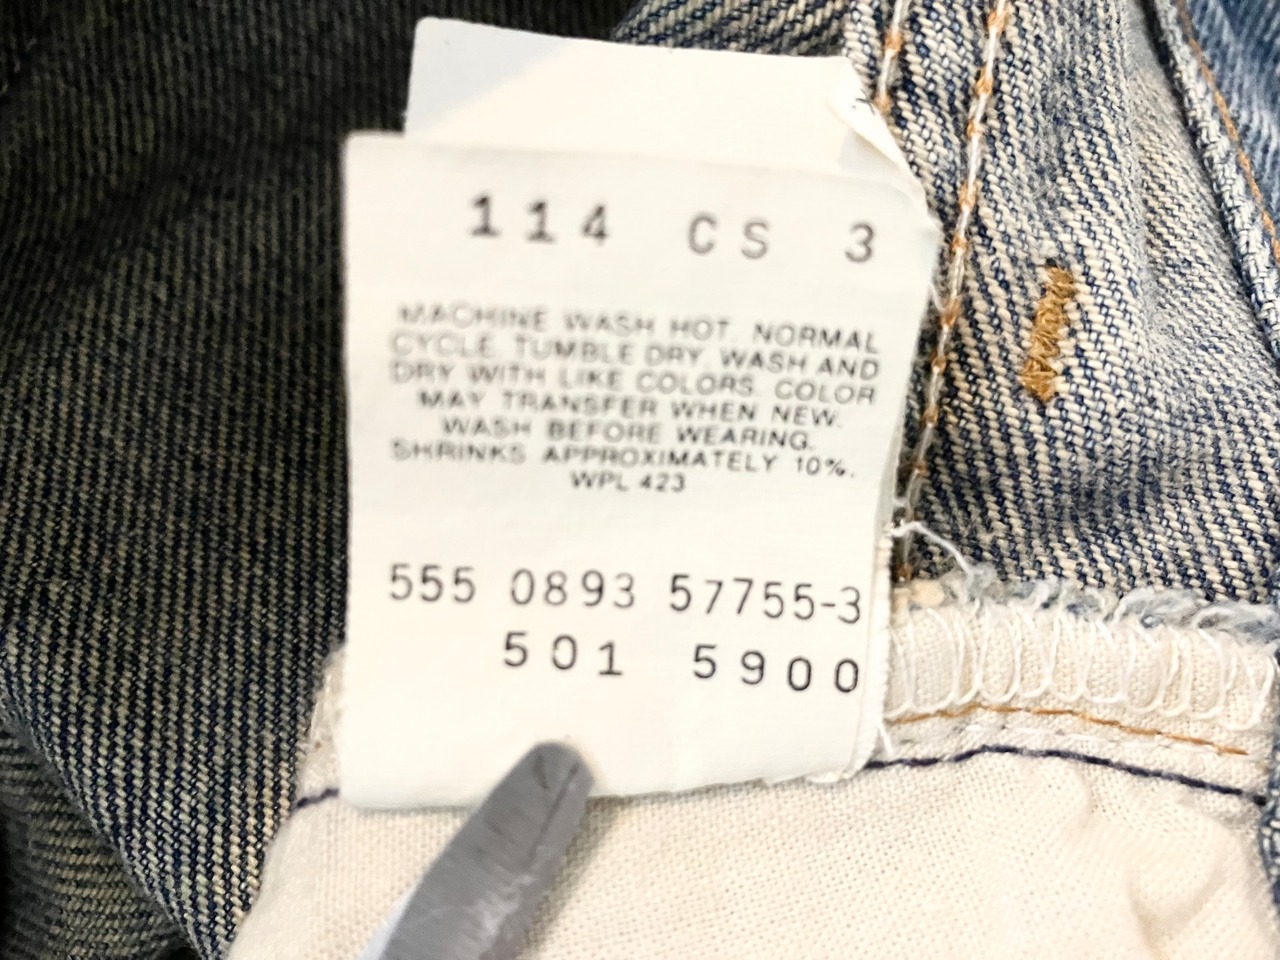 114 CS 3
MACHINE WASH HOT. NORMAL
CYCLE. TUMBLE DRY. WASH AND
DRY WITH LIKE COLORS. COLOR
MAY TRANSFER WHEN NEW.
WASH BEFORE WEARING.
SHRINKS APPROXIMATELY 10%.
WPL 423
555 0893 57755-3
501 5900